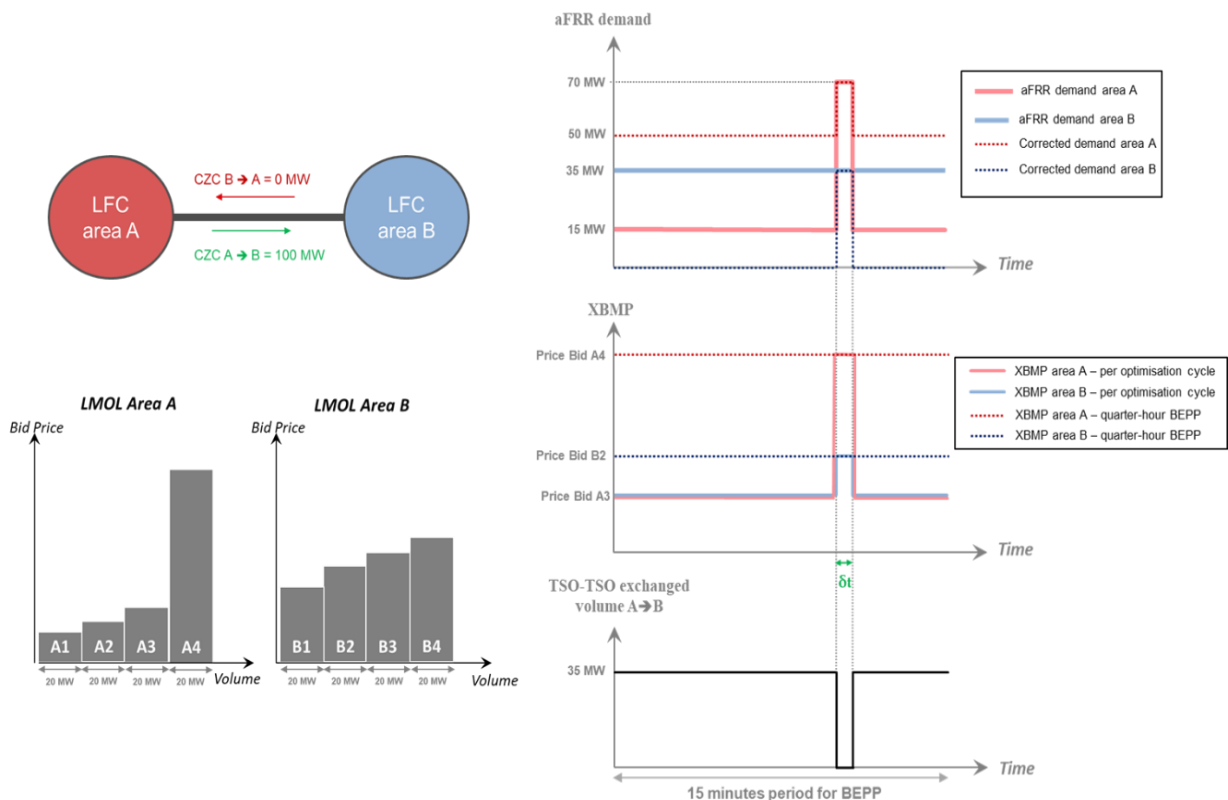 CZC B → A = 0 MW
LFC
area A
LFC
area B
CZC A → B = 100 MW
LMOL Area A
Bid Price
A1
A2
A3
A4
20 MW
20 MW
20 MW
20 MW
Volume
LMOL Area B
Bid Price
B1
B2
B3
B4
20 MW
20 MW
20 MW
20 MW
Volume
aFRR demand
70 MW
50 MW
35 MW
15 MW
Time
aFRR demand area A
aFRR demand area B
Corrected demand area A
Corrected demand area B
XBMP
Price Bid A4
Price Bid B2
Price Bid A3
Time
XBMP area A – per optimisation cycle
XBMP area B – per optimisation cycle
XBMP area A – quarter-hour BEPP
XBMP area B – quarter-hour BEPP
δt
TSO-TSO exchanged
volume A→B
35 MW
Time
15 minutes period for BEPP